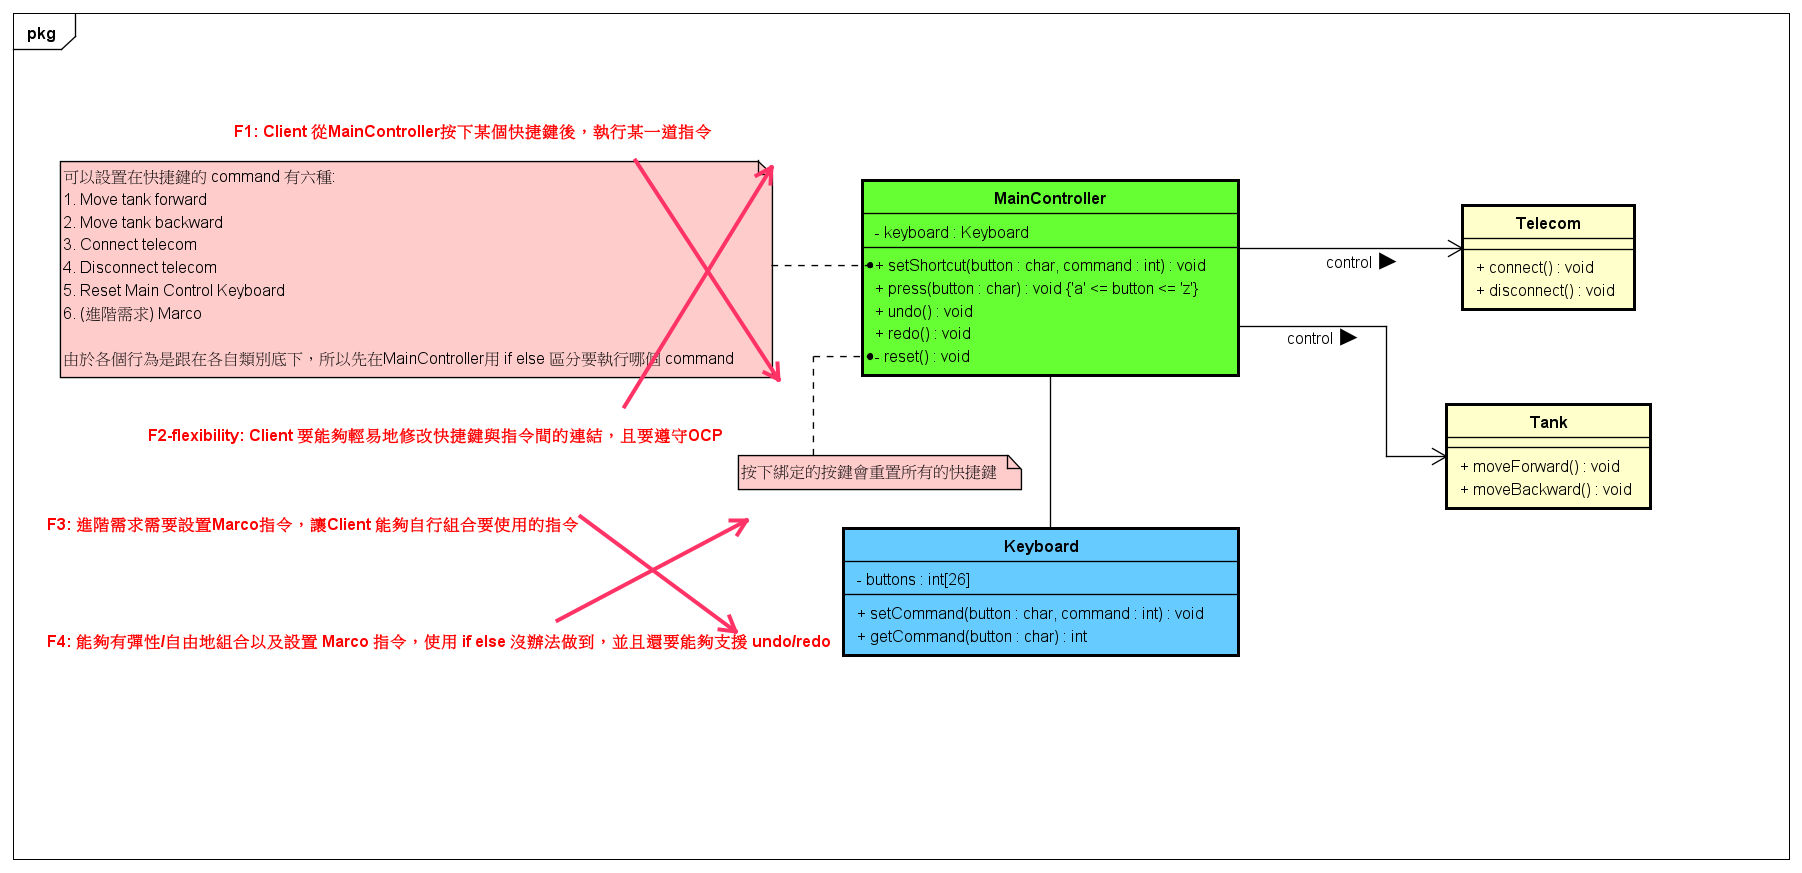 pkg
F1: Client 從MainController按下某個快捷鍵後，執行某一道指令
可以設置在快捷鍵的 command 有六種:
1. Move tank forward
2. Move tank backward
3. Connect telecom
4. Disconnect telecom
5. Reset Main Control Keyboard
6. (進階需求) Marco
由於各個行為是跟在各自類別底下，所以先在MainController用 if else 區分要執行哪個 command
F2-flexibility: Client 要能夠輕易地修改快捷鍵與指令間的連結，且要遵守OCP
按下綁定的按鍵會重置所有的快捷鍵
F3: 進階需求需要設置Marco指令，讓Client 能夠自行組合要使用的指令
F4: 能夠有彈性/自由地組合以及設置 Marco 指令，使用 if else 沒辦法做到，並且還要能夠支援 undo/redo
MainController
- keyboard : Keyboard
+ setShortcut(button : char, command : int) : void
+ press(button : char) : void {'a' <= button <= 'z'}
+ undo() : void
+ redo() : void
- reset() : void
control
control
Telecom
+ connect() : void
+ disconnect() : void
Tank
+ moveForward() : void
+ moveBackward() : void
Keyboard
- buttons : int[26]
+ setCommand(button : char, command : int) : void
+ getCommand(button : char) : int